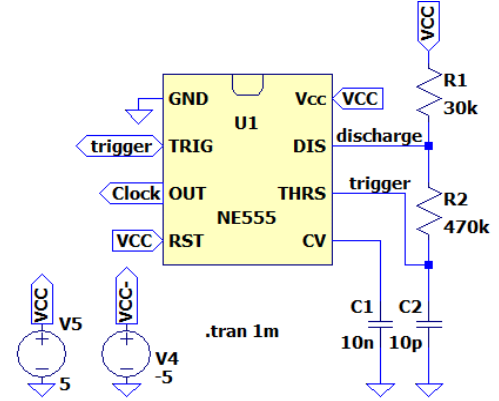 VCC
R1
30k
GND
Vcc
VCC
U1
discharge
trigger
TRIG
DIS
Clock
OUT
THRS
trigger
R2
470k
NE555
VCC
RST
CV
VCC
VCC-
V5
5
V4
-5
.tran 1m
C1
10n
C2
10p